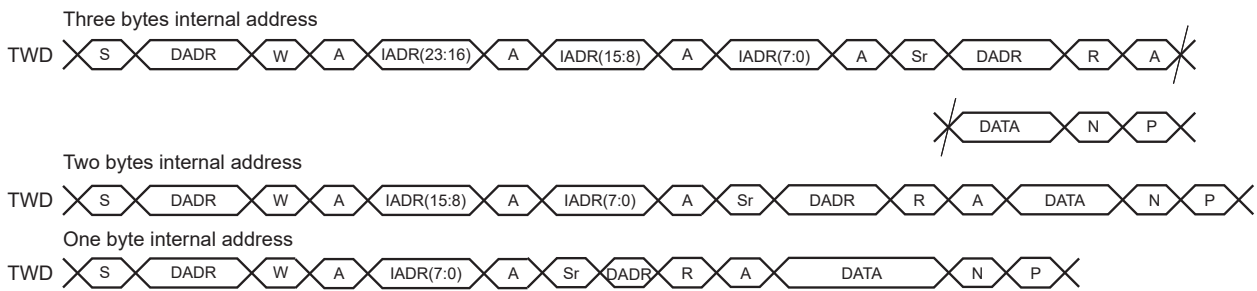 Three bytes internal address
TWD S DADR W A IADR(23:16) A IADR(15:8) A IADR(7:0) A Sr DADR R A
DATA N P
Two bytes internal address
TWD S DADR W A IADR(15:8) A IADR(7:0) A Sr DADR R A DATA N P
One byte internal address
TWD S DADR W A IADR(7:0) A Sr DADR R A DATA N P